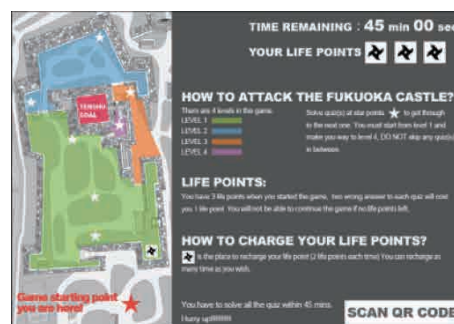 TIME REMAINING : 45 min 00 sec
YOUR LIFE POINTS
HOW TO ATTACK THE FUKUOKA CASTLE?
There are 4 levels in this game.
LEVEL 1
LEVEL 2
LEVEL 3
LEVEL 4
Solve quiz(s) at star points ★ to get through
to the next one. You must start from level 1 and
make you way to level 4, DO NOT skip any quiz(s)
in between.
LIFE POINTS:
You have 3 life points when you started the game, two wrong answer to each quiz will cost
you 1 life point. You will not be able to continue the game if no life points left.
HOW TO CHARGE YOUR LIFE POINTS?
is the place to recharge your life point (2 life points each time) You can recharge as
many time as you wish.
You have to solve all the quiz within 45 mins.
Hurry up!!!!!!!!
SCAN QR CODE
TENSHU
GOAL
Game starting point
you are here!